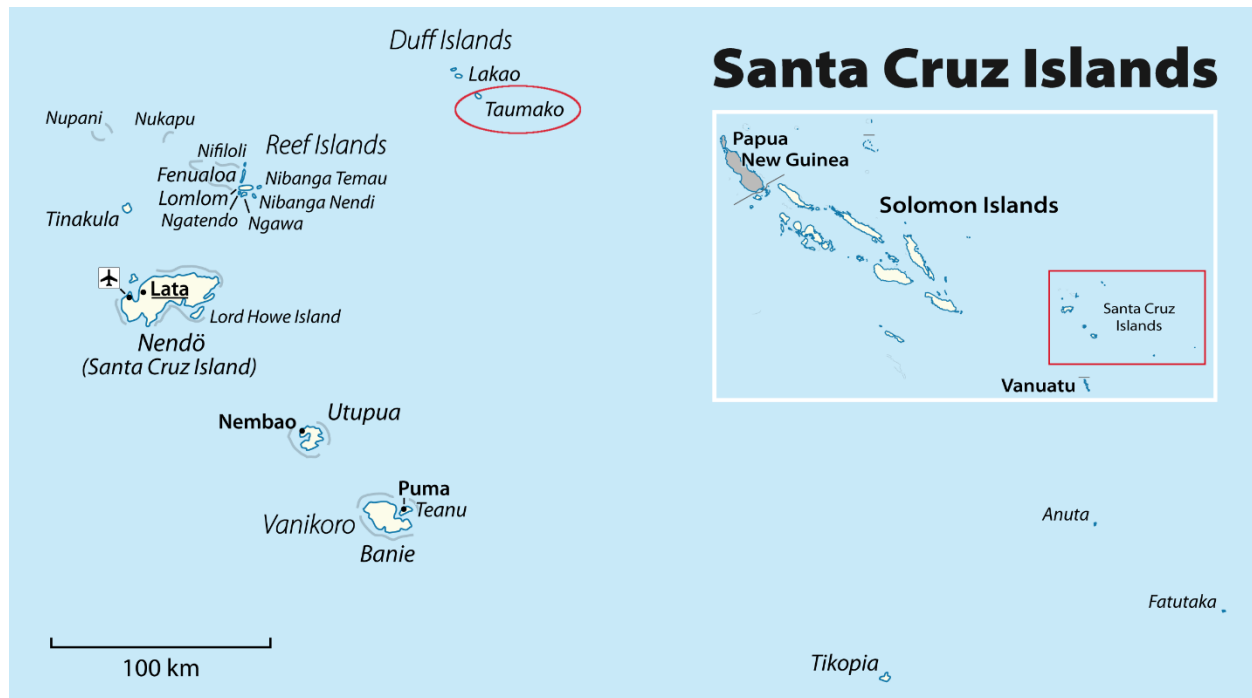 Duff Islands
Lakao
Taumako
Nupani
Nukapu
Nifiloli
Reef Islands
Fenualoa
Nibanga Temau
Lomlom
Nibanga Nendi
Ngatendo
Ngawa
Tinakula
Lata
Lord Howe Island
Nendö
(Santa Cruz Island)
Nembao
Utupua
Puma
Teanu
Vanikoro
Banie
100 km
Santa Cruz Islands
Papua
New Guinea
Solomon Islands
Santa Cruz
Islands
Vanuatu
Anuta
Fatutaka
Tikopia